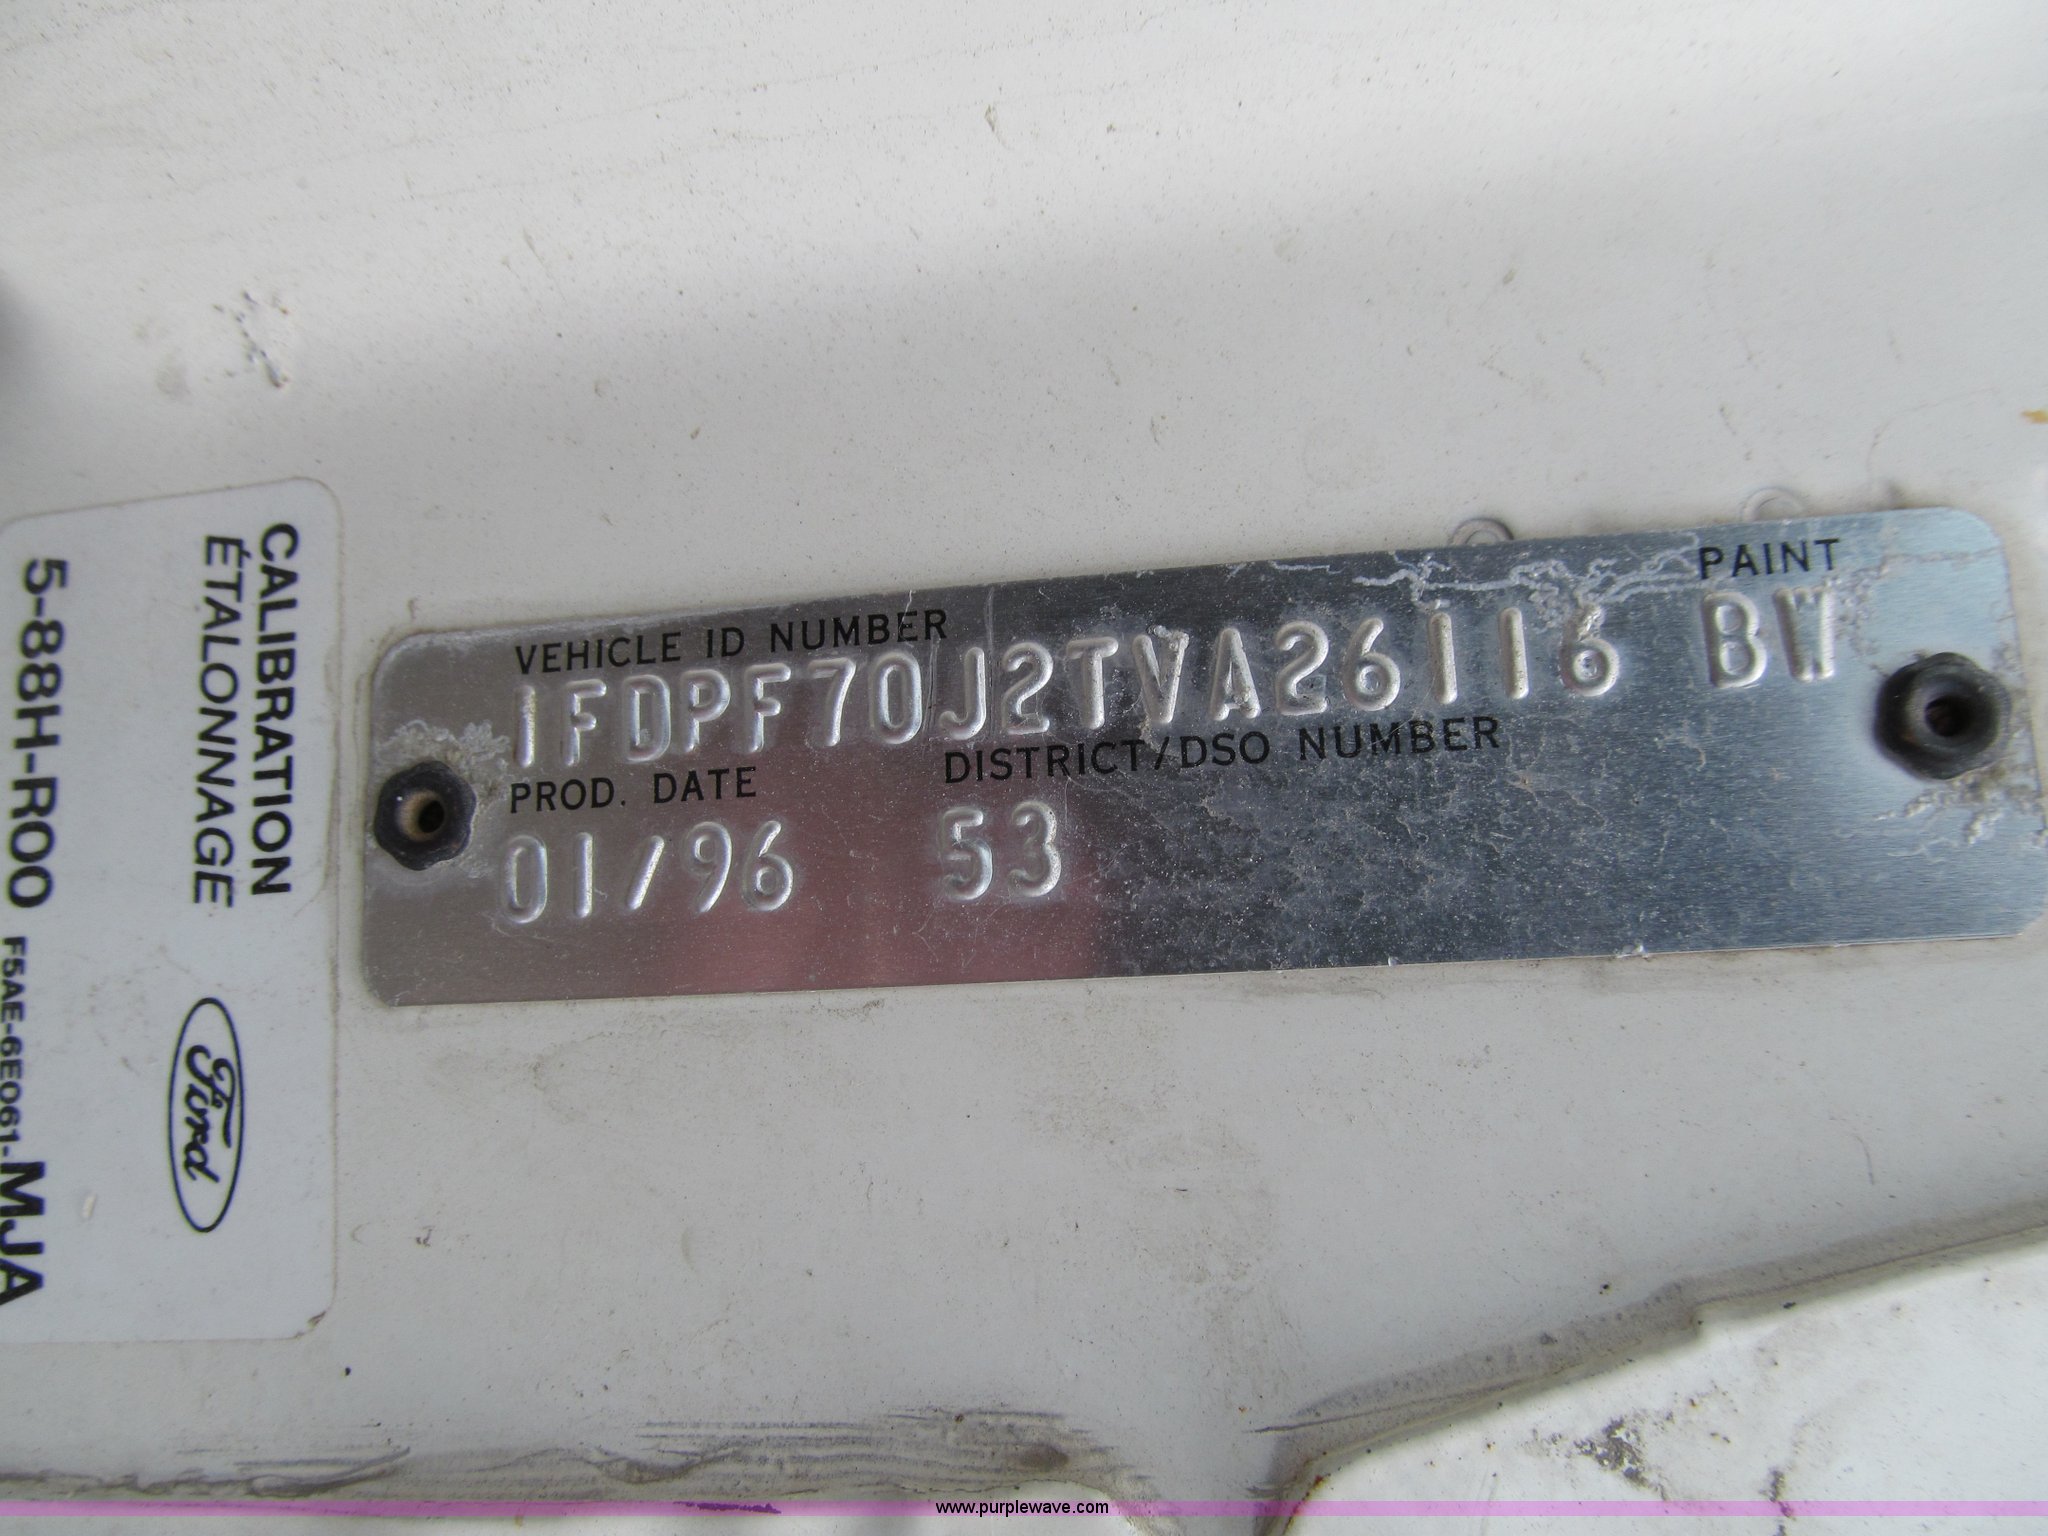 CALIBRATION
ÉTALONNAGE
5-88H-R00 F5AE-6E061-MJA
Ford
VEHICLE ID NUMBER PAINT
1FDPF70J2TVA26116 BW
PROD. DATE DISTRICT/DSO NUMBER
01/96 53
www.purplewave.com